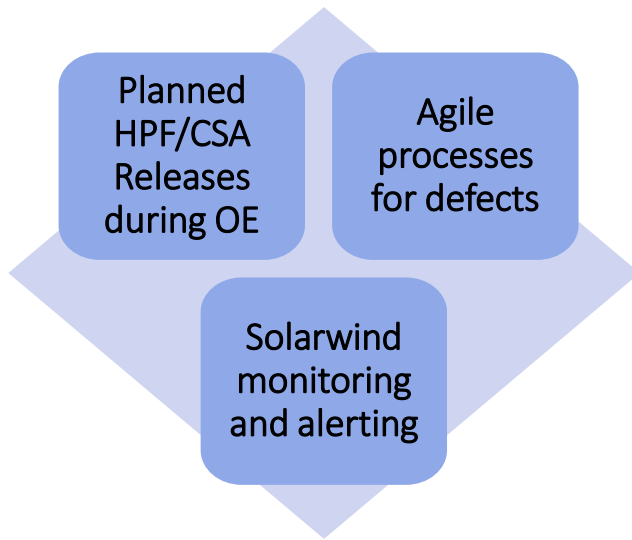 Planned
HPF/CSA
Releases
during OE
Agile
processes
for defects
Solarwind
monitoring
and alerting